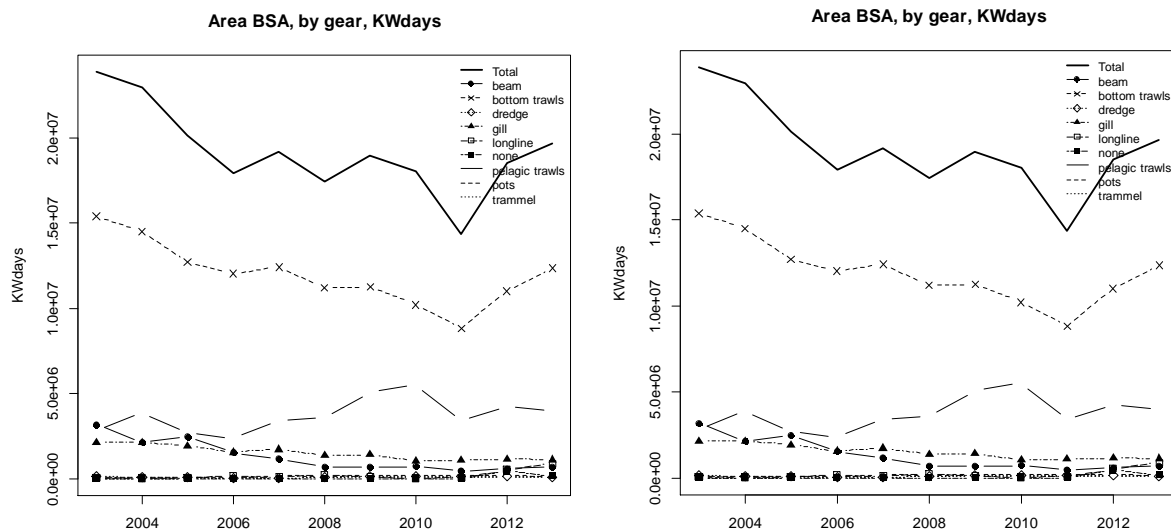 Area BSA, by gear, KWdays
Total
beam
bottom trawls
dredge
gill
longline
none
pelagic trawls
pots
trammel
KWdays
0.0e+00
5.0e+06
1.0e+07
1.5e+07
2.0e+07
2004
2006
2008
2010
2012
Area BSA, by gear, KWdays
Total
beam
bottom trawls
dredge
gill
longline
none
pelagic trawls
pots
trammel
KWdays
0.0e+00
5.0e+06
1.0e+07
1.5e+07
2.0e+07
2004
2006
2008
2010
2012